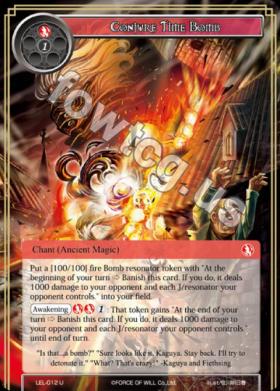 Conjure Time Bomb
1
fowtcg.us
Chant (Ancient Magic)
Put a [100/100] fire Bomb resonator token with "At the
beginning of your turn ⇒ Banish this card. If you do, it deals
1000 damage to your opponent and each J/resonator your
opponent controls." into your field.
Awakening 1: That token gains "At the end of your
turn ⇒ Banish this card. If you do, it deals 1000 damage
to your opponent and each J/resonator your opponent
controls."
"Is that...a bomb?" "Sure looks like it, Kaguya. Stay back. I'll try to
detonate it." "What? That's crazy!" -Kaguya and Fiethsing
LEL-012 U
©FORCE OF WILL Co.,Ltd.